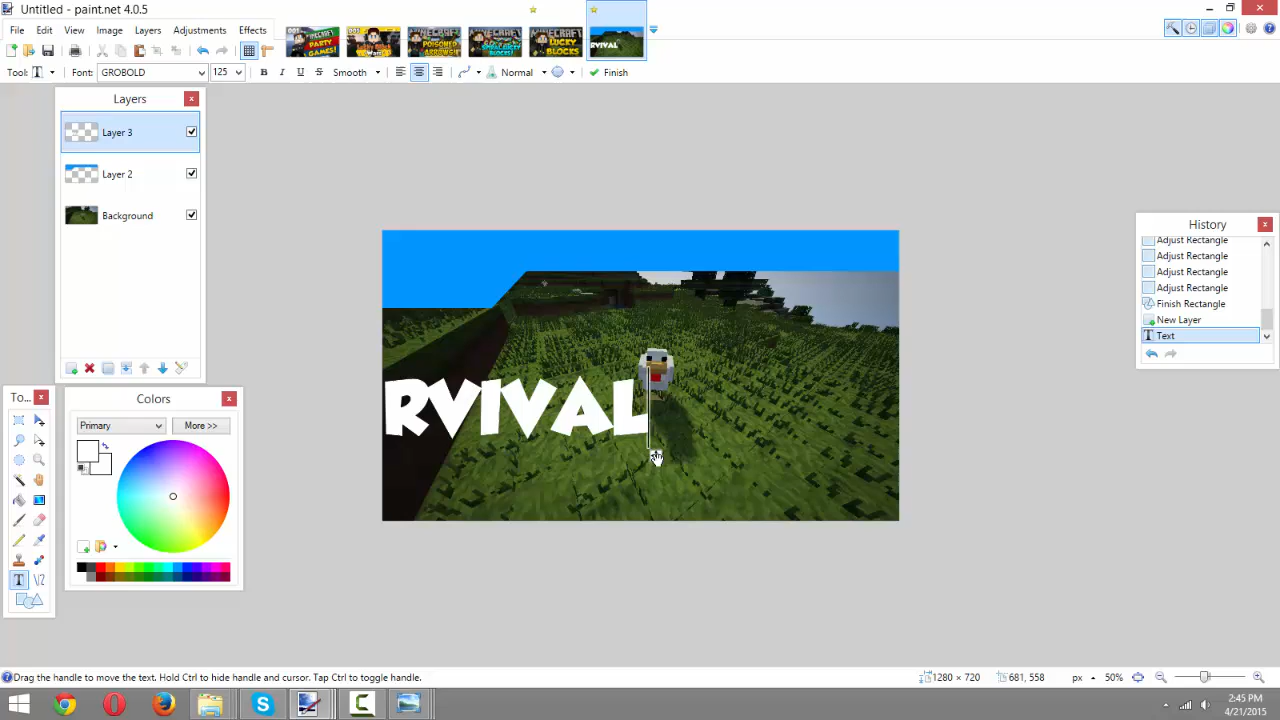 Untitled - paint.net 4.0.5
File Edit View Image Layers Adjustments Effects
Tool: T Font: GROBOLD 125 B I U S Smooth Normal Finish
Layers
Layer 3
Layer 2
Background
RVIVAL
History
Adjust Rectangle
Adjust Rectangle
Adjust Rectangle
Adjust Rectangle
Finish Rectangle
New Layer
T Text
To...
Colors
Primary
More >>
Drag the handle to move the text. Hold Ctrl to hide handle and cursor. Tap Ctrl to toggle handle.
1280 × 720 681, 558 px 50%
2:45 PM
4/21/2015